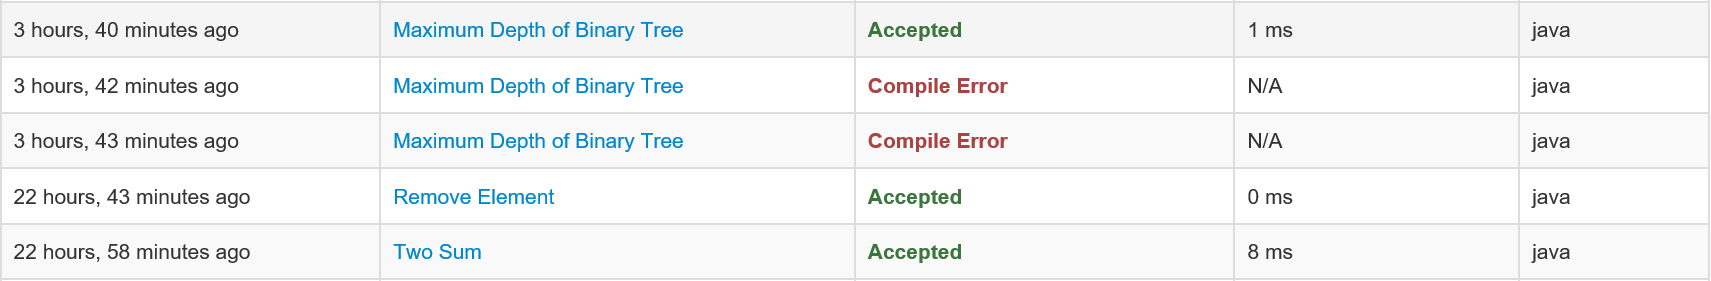 3 hours, 40 minutes ago Maximum Depth of Binary Tree Accepted 1 ms java
3 hours, 42 minutes ago Maximum Depth of Binary Tree Compile Error N/A java
3 hours, 43 minutes ago Maximum Depth of Binary Tree Compile Error N/A java
22 hours, 43 minutes ago Remove Element Accepted 0 ms java
22 hours, 58 minutes ago Two Sum Accepted 8 ms java